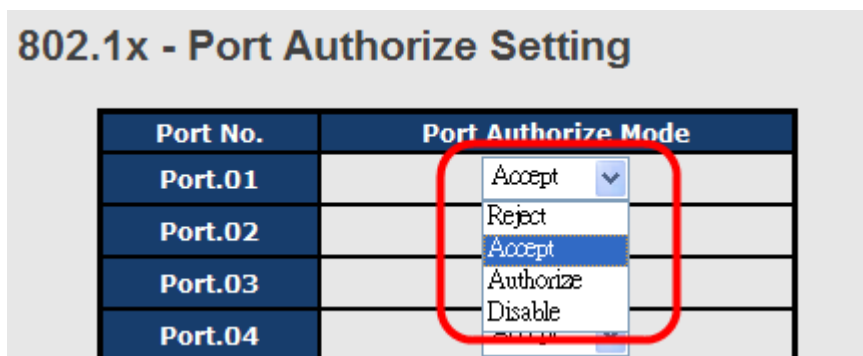 802.1x - Port Authorize Setting
Port No. Port Authorize Mode
Port.01 Accept
Reject
Port.02
Accept
Port.03 Authorize
Disable
Port.04